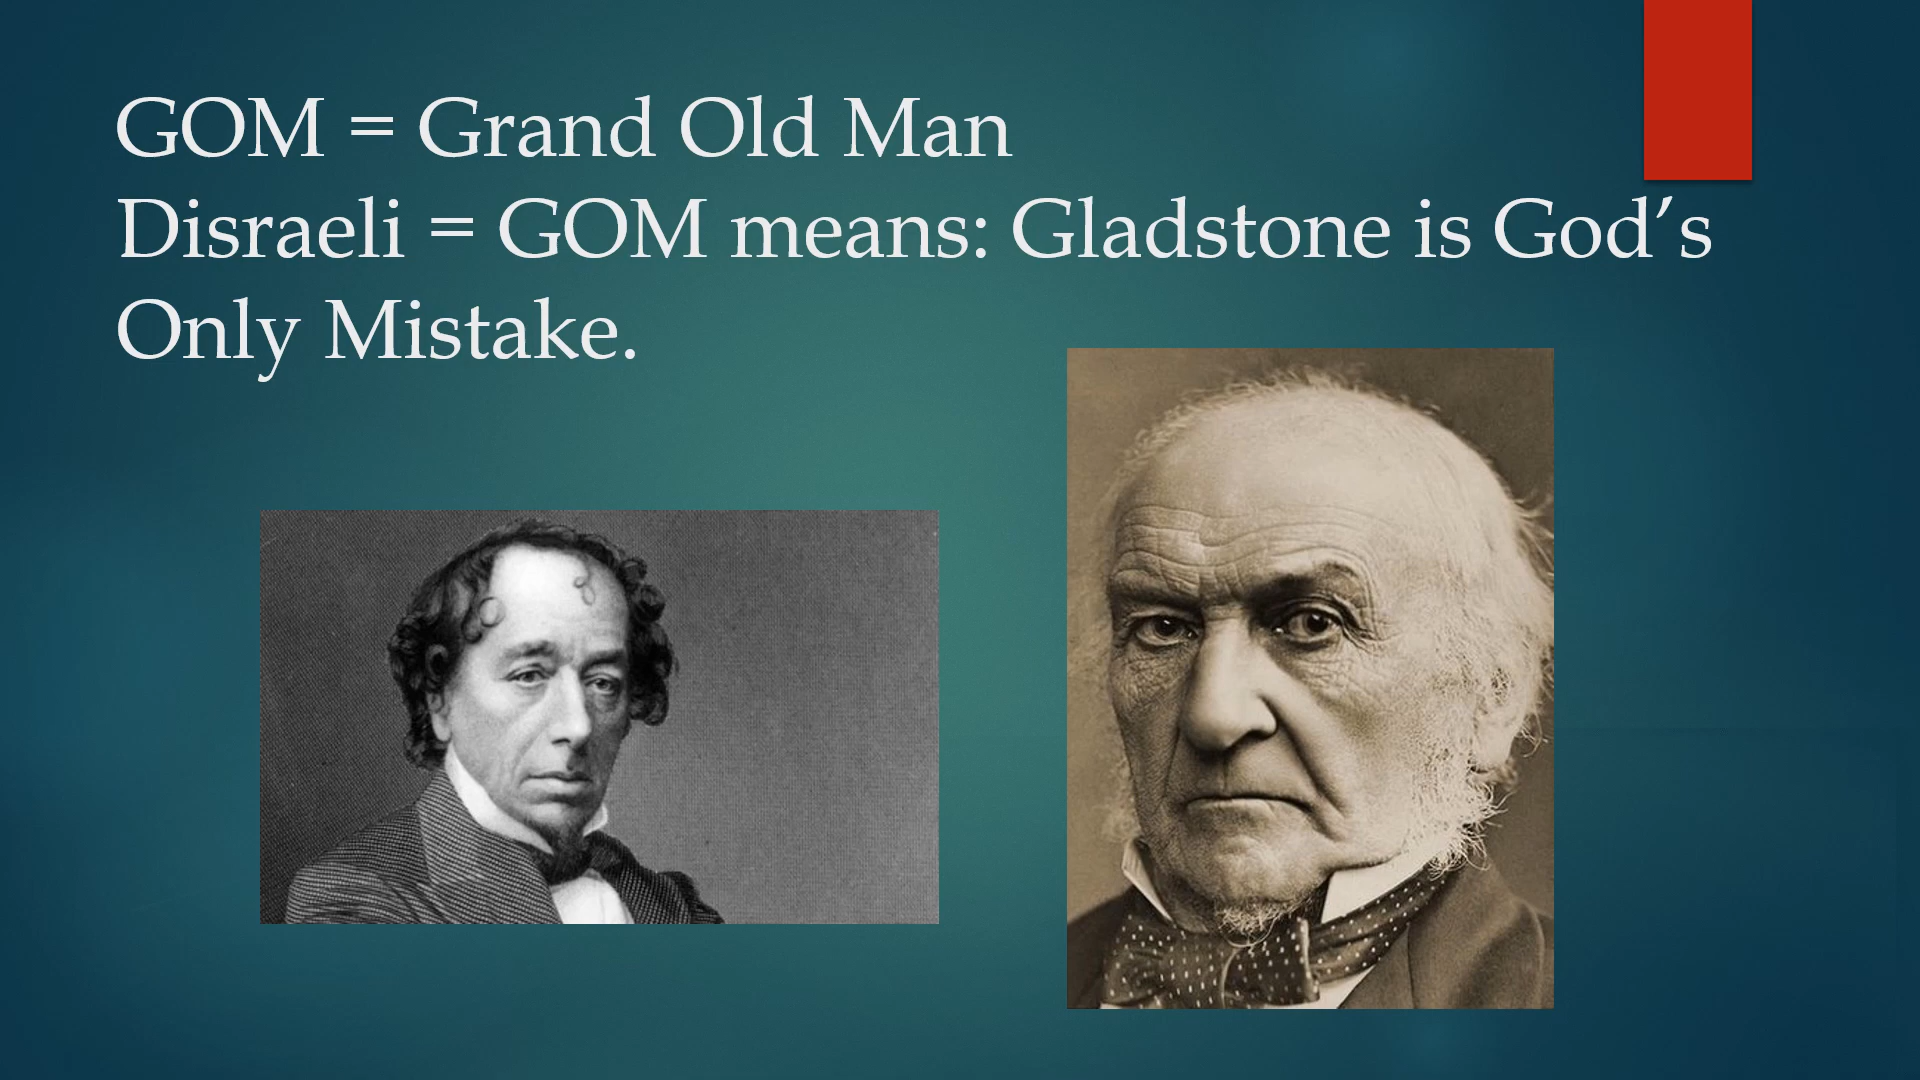 GOM = Grand Old Man
Disraeli = GOM means: Gladstone is God’s
Only Mistake.